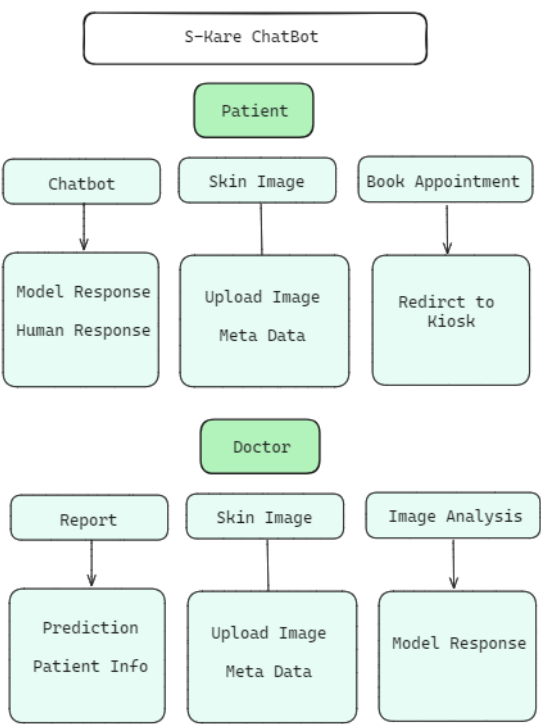 S-Kare ChatBot
Patient
Chatbot
Skin Image
Book Appointment
Model Response
Human Response
Upload Image
Meta Data
Redirct to
Kiosk
Doctor
Report
Skin Image
Image Analysis
Prediction
Patient Info
Upload Image
Meta Data
Model Response